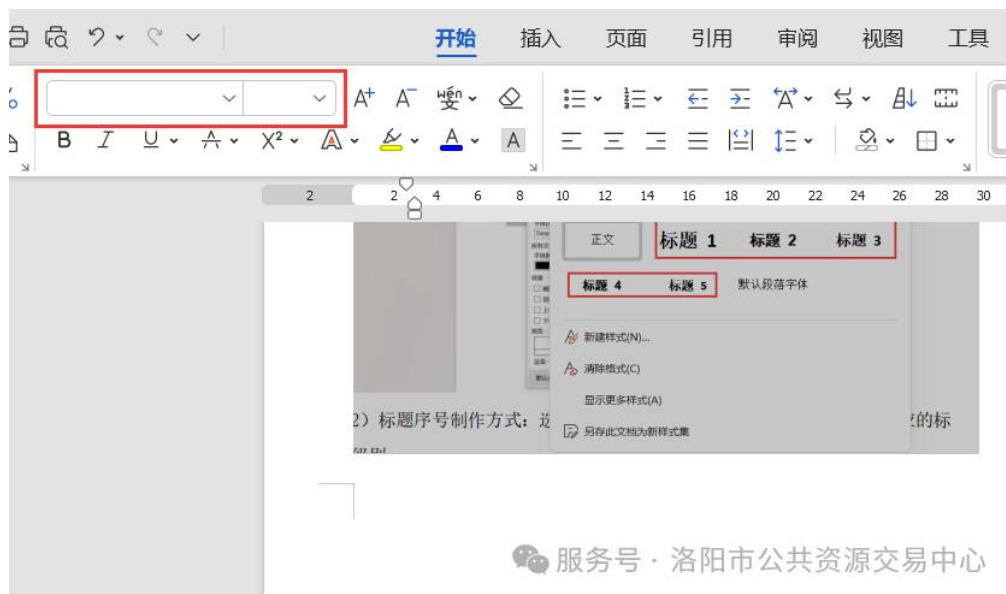 开始 插入 页面 引用 审阅 视图 工具
A+ A- wén 变
B I U A X² A A A
2 2 4 6 8 10 12 14 16 18 20 22 24 26 28 30
正文 标题 1 标题 2 标题 3
标题 4 标题 5 默认段落字体
新建样式(N)...
清除格式(C)
显示更多样式(A)
2）标题序号制作方式：选 的标
另存此文档为新样式集
服务号 · 洛阳市公共资源交易中心